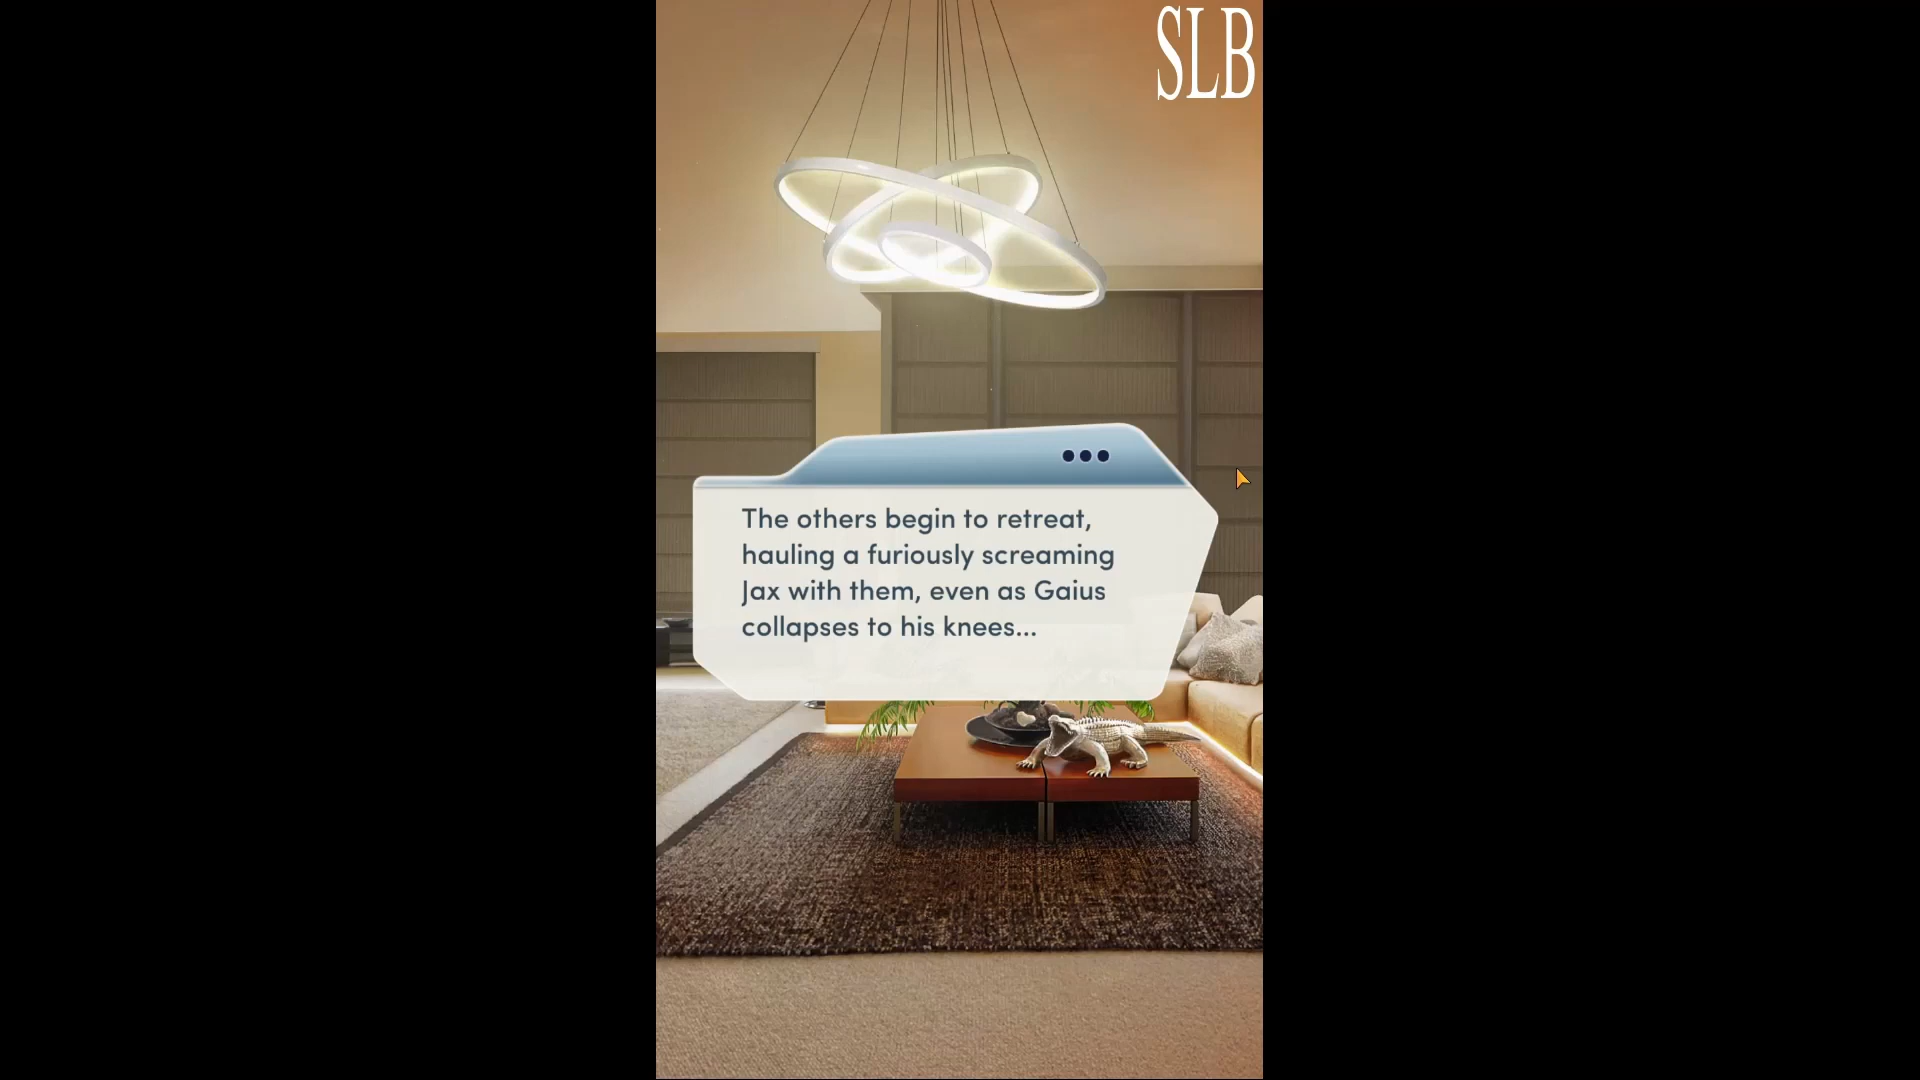 SLB
The others begin to retreat,
hauling a furiously screaming
Jax with them, even as Gaius
collapses to his knees...